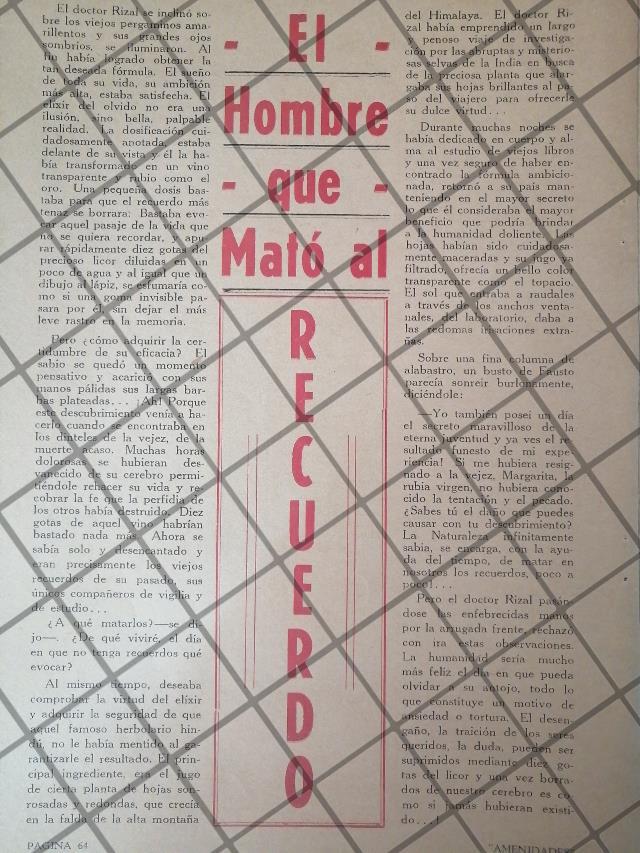 El doctor Rizal se inclinó so-
bre los viejos pergaminos ama-
rillentos y sus grandes ojos
sombríos, se iluminaron. Al
fin había logrado obtener la
tan deseada fórmula. El sueño
de toda su vida, su ambición
más alta, estaba satisfecha. El
elixir del olvido no era una
ilusión, sino bella, palpable
realidad. La dosificación cui-
dadosamente anotada, estaba
delante de su vista y él la ha-
bía transformado en un vino
transparente y rubio como el
oro. Una pequeña dosis bas-
taba para que el recuerdo más
tenaz se borrara: Bastaba evo-
car aquel pasaje de la vida que
no se quiera recordar, y apu-
rar rápidamente diez gotas del
precioso licor diluidas en un
poco de agua y al igual que un
dibujo al lápiz, se esfumaría co-
mo si una goma invisible pa-
sara por él, sin dejar el más
leve rastro en la memoria.
Pero ¿cómo adquirir la cer-
tidumbre de su eficacia? El
sabio se quedó un momento
pensativo y acarició con sus
manos pálidas sus largas bar-
bas plateadas... ¡Ah! Porque
este descubrimiento venía a ha-
cerlo cuando se encontraba en
los dinteles de la vejez, de la
muerte acaso. Muchas horas
dolorosas se hubieran des-
vanecido de su cerebro permi-
tiéndole rehacer su vida y re-
cobrar la fe que la perfidia de
los otros había destruido. Diez
gotas de aquel vino habrían
bastado nada más. Ahora se
sabía solo y desencantado y
eran precisamente los viejos
recuerdos de su pasado, sus
únicos compañeros de vigilia y
de estudio...
¿A qué matarlos?—se di-
jo—. ¿De qué viviré, el día
en que no tenga recuerdos qué
evocar?
Al mismo tiempo, deseaba
comprobar la virtud del elíxir
y adquirir la seguridad de que
aquel famoso herbolario hin-
dú, no le había mentido al ga-
rantizarle el resultado. El prin-
cipal ingrediente, era el jugo
de cierta planta de hojas son-
rosadas y redondas, que crecía
en la falda de la alta montaña
PAGINA 64
- El -
Hombre
- que -
Mató al
RECUERDO
del Himalaya. El doctor Ri-
zal había emprendido un largo
y penoso viaje de investiga-
ción por las abruptas y misterio-
sas selvas de la India en busca
de la preciosa planta que alar-
gaba sus hojas brillantes al pa-
so del viajero para ofrecerle
su dulce virtud...
Durante muchas noches se
había dedicado en cuerpo y al-
ma al estudio de viejos libros
y una vez seguro de haber en-
contrado la fórmula ambicio-
nada, retornó a su país man-
teniendo en el mayor secreto
lo que él consideraba el mayor
beneficio que podría brindar
a la humanidad doliente. Las
hojas habían sido cuidadosa-
mente maceradas y su jugo ya
filtrado, ofrecía un bello color
transparente como el topacio.
El sol que entraba a raudales
a través de los anchos venta-
nales, del laboratorio, daba a
las redomas irisaciones extra-
ñas.
Sobre una fina columna de
alabastro, un busto de Fausto
parecía sonreír burlonamente,
diciéndole:
—Yo también poseí un día
el secreto maravilloso de la
eterna juventud y ya ves el re-
sultado funesto de mi expe-
riencia! Si me hubiera resig-
nado a la vejez, Margarita, la
rubia virgen, no hubiera cono-
cido la tentación y el pecado.
¿Sabes tú el daño que puedes
causar con tu descubrimiento?
La Naturaleza infinitamente
sabia, se encarga, con la ayu-
da del tiempo, de matar en
nosotros los recuerdos, poco a
poco!...
Pero el doctor Rizal pasán-
dose las enfebrecidas manos
por la arrugada frente, rechazó
con ira estas observaciones.
La humanidad sería mucho
más feliz el día en que pueda
olvidar a su antojo, todo lo
que constituye un motivo de
ansiedad o tortura. El desen-
gaño, la traición de los seres
queridos, la duda, pueden ser
suprimidos mediante diez go-
tas del licor y una vez borra-
dos de nuestro cerebro es co-
mo si jamás hubieran existi-
do...!
"AMENIDADES"